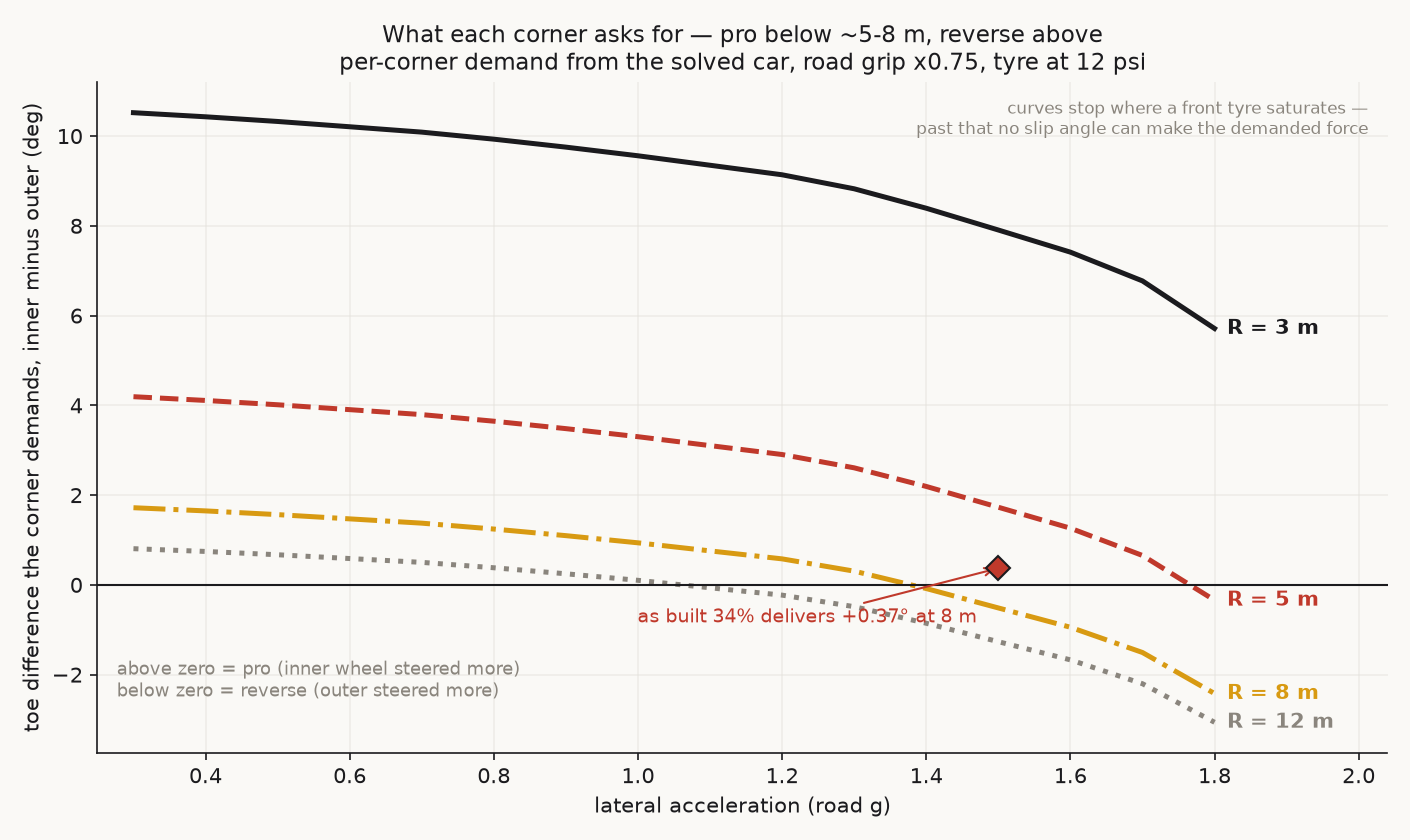 What each corner asks for — pro below ~5-8 m, reverse above
per-corner demand from the solved car, road grip x0.75, tyre at 12 psi
curves stop where a front tyre saturates —
past that no slip angle can make the demanded force
toe difference the corner demands, inner minus outer (deg)
10
8
6
4
2
0
−2
R = 3 m
R = 5 m
R = 8 m
R = 12 m
as built 34% delivers +0.37° at 8 m
above zero = pro (inner wheel steered more)
below zero = reverse (outer steered more)
0.4 0.6 0.8 1.0 1.2 1.4 1.6 1.8 2.0
lateral acceleration (road g)